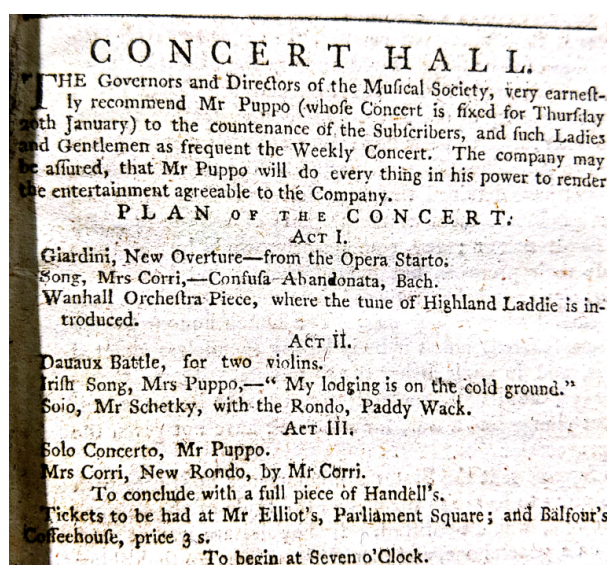 CONCERT HALL.
THE Governors and Directors of the Muſical Society, very earneſt-
ly recommend Mr Puppo (whoſe Concert is fixed for Thurſday
20th January) to the countenance of the Subſcribers, and ſuch Ladies
and Gentlemen as frequent the Weekly Concert. The company may
be aſſured, that Mr Puppo will do every thing in his power to render
the entertainment agreeable to the Company.
PLAN OF THE CONCERT.
ACT I.
Giardini, New Overture—from the Opera Starto.
Song, Mrs Corri,—Confuſa Abandonata, Bach.
Wanhall Orcheſtra Piece, where the tune of Highland Laddie is in-
troduced.
ACT II.
Davaux Battle, for two violins.
Iriſh Song, Mrs Puppo,—“ My lodging is on the cold ground.”
Solo, Mr Schetky, with the Rondo, Paddy Wack.
ACT III.
Solo Concerto, Mr Puppo.
Mrs Corri, New Rondo, by Mr Corri.
To conclude with a full piece of Handell's.
Tickets to be had at Mr Elliot's, Parliament Square; and Balfour's
Coffeehouſe, price 3 s.
To begin at Seven o'Clock.